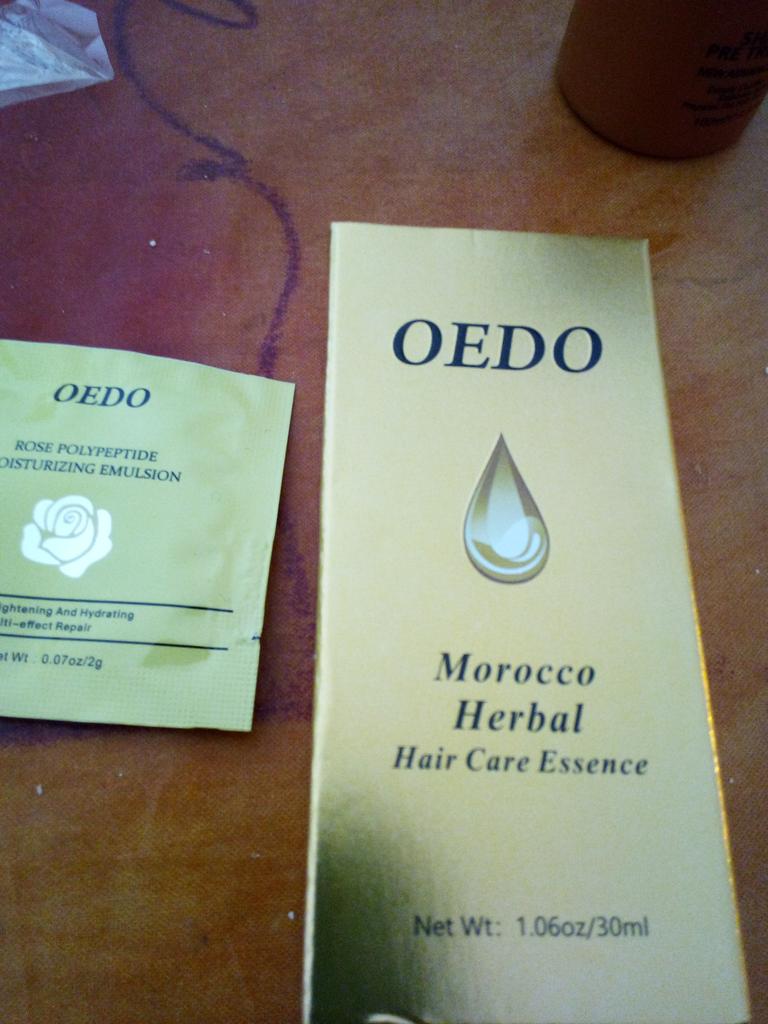 PRE
OEDO
ROSE POLYPEPTIDE
OISTURIZING EMULSION
ightening And Hydrating
lti-effect Repair
et Wt : 0.07oz/2g
OEDO
Morocco
Herbal
Hair Care Essence
Net Wt: 1.06oz/30ml